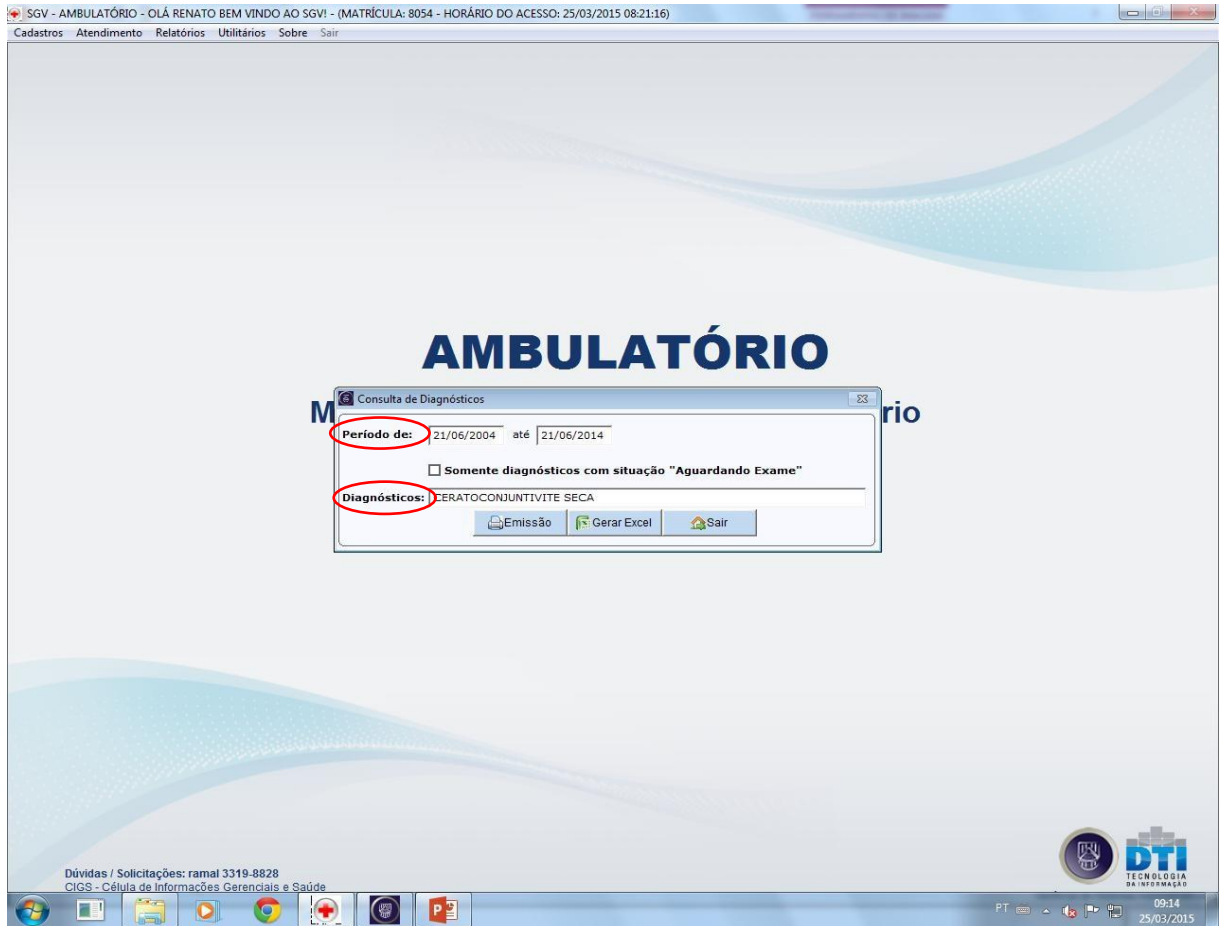 SGV - AMBULATÓRIO - OLÁ RENATO BEM VINDO AO SGV! - (MATRÍCULA: 8054 - HORÁRIO DO ACESSO: 25/03/2015 08:21:16)
Cadastros Atendimento Relatórios Utilitários Sobre Sair
AMBULATÓRIO
M rio
Consulta de Diagnósticos
Período de: 21/06/2004 até 21/06/2014
Somente diagnósticos com situação "Aguardando Exame"
Diagnósticos: CERATOCONJUNTIVITE SECA
Emissão Gerar Excel Sair
Dúvidas / Solicitações: ramal 3319-8828
CIGS - Célula de Informações Gerenciais e Saúde
DTI
TECNOLOGIA
DA INFORMAÇÃO
PT 09:14
25/03/2015